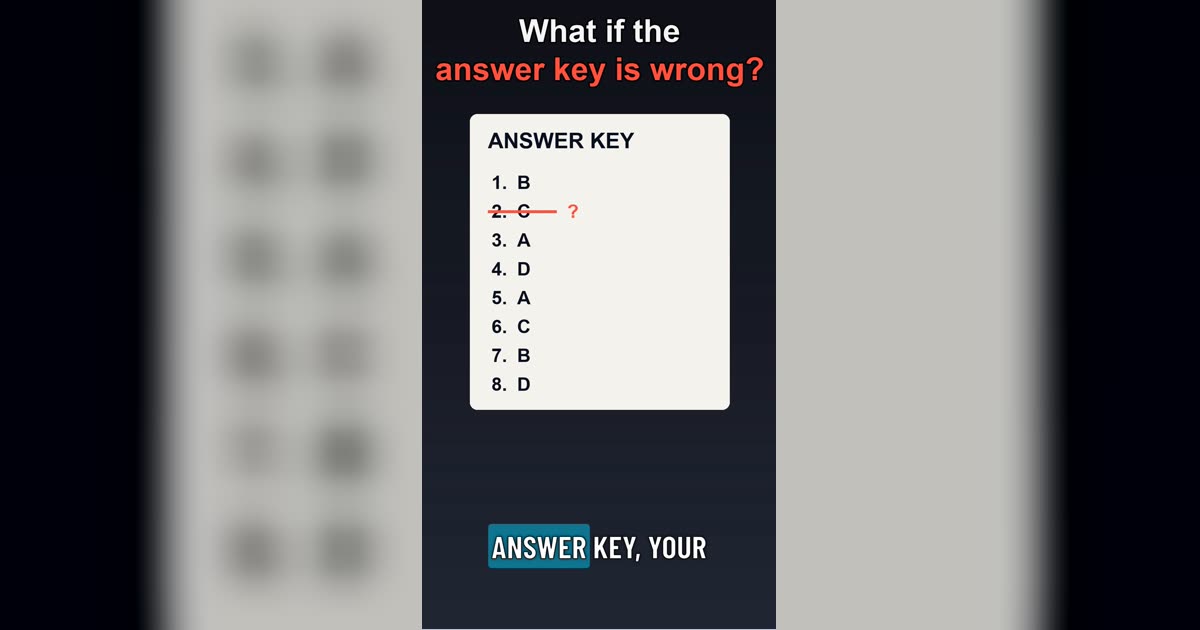 What if the
answer key is wrong?
ANSWER KEY
1. B
2. C ?
3. A
4. D
5. A
6. C
7. B
8. D
ANSWER KEY, YOUR